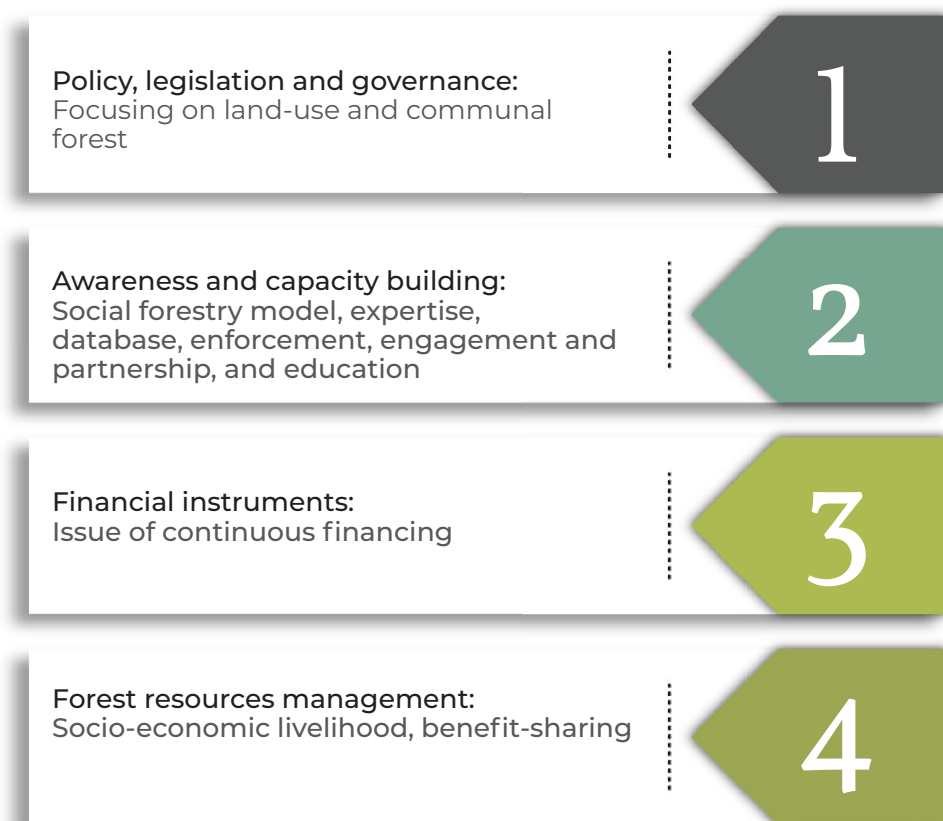 Policy, legislation and governance:
Focusing on land-use and communal
forest
1
Awareness and capacity building:
Social forestry model, expertise,
database, enforcement, engagement and
partnership, and education
2
Financial instruments:
Issue of continuous financing
3
Forest resources management:
Socio-economic livelihood, benefit-sharing
4